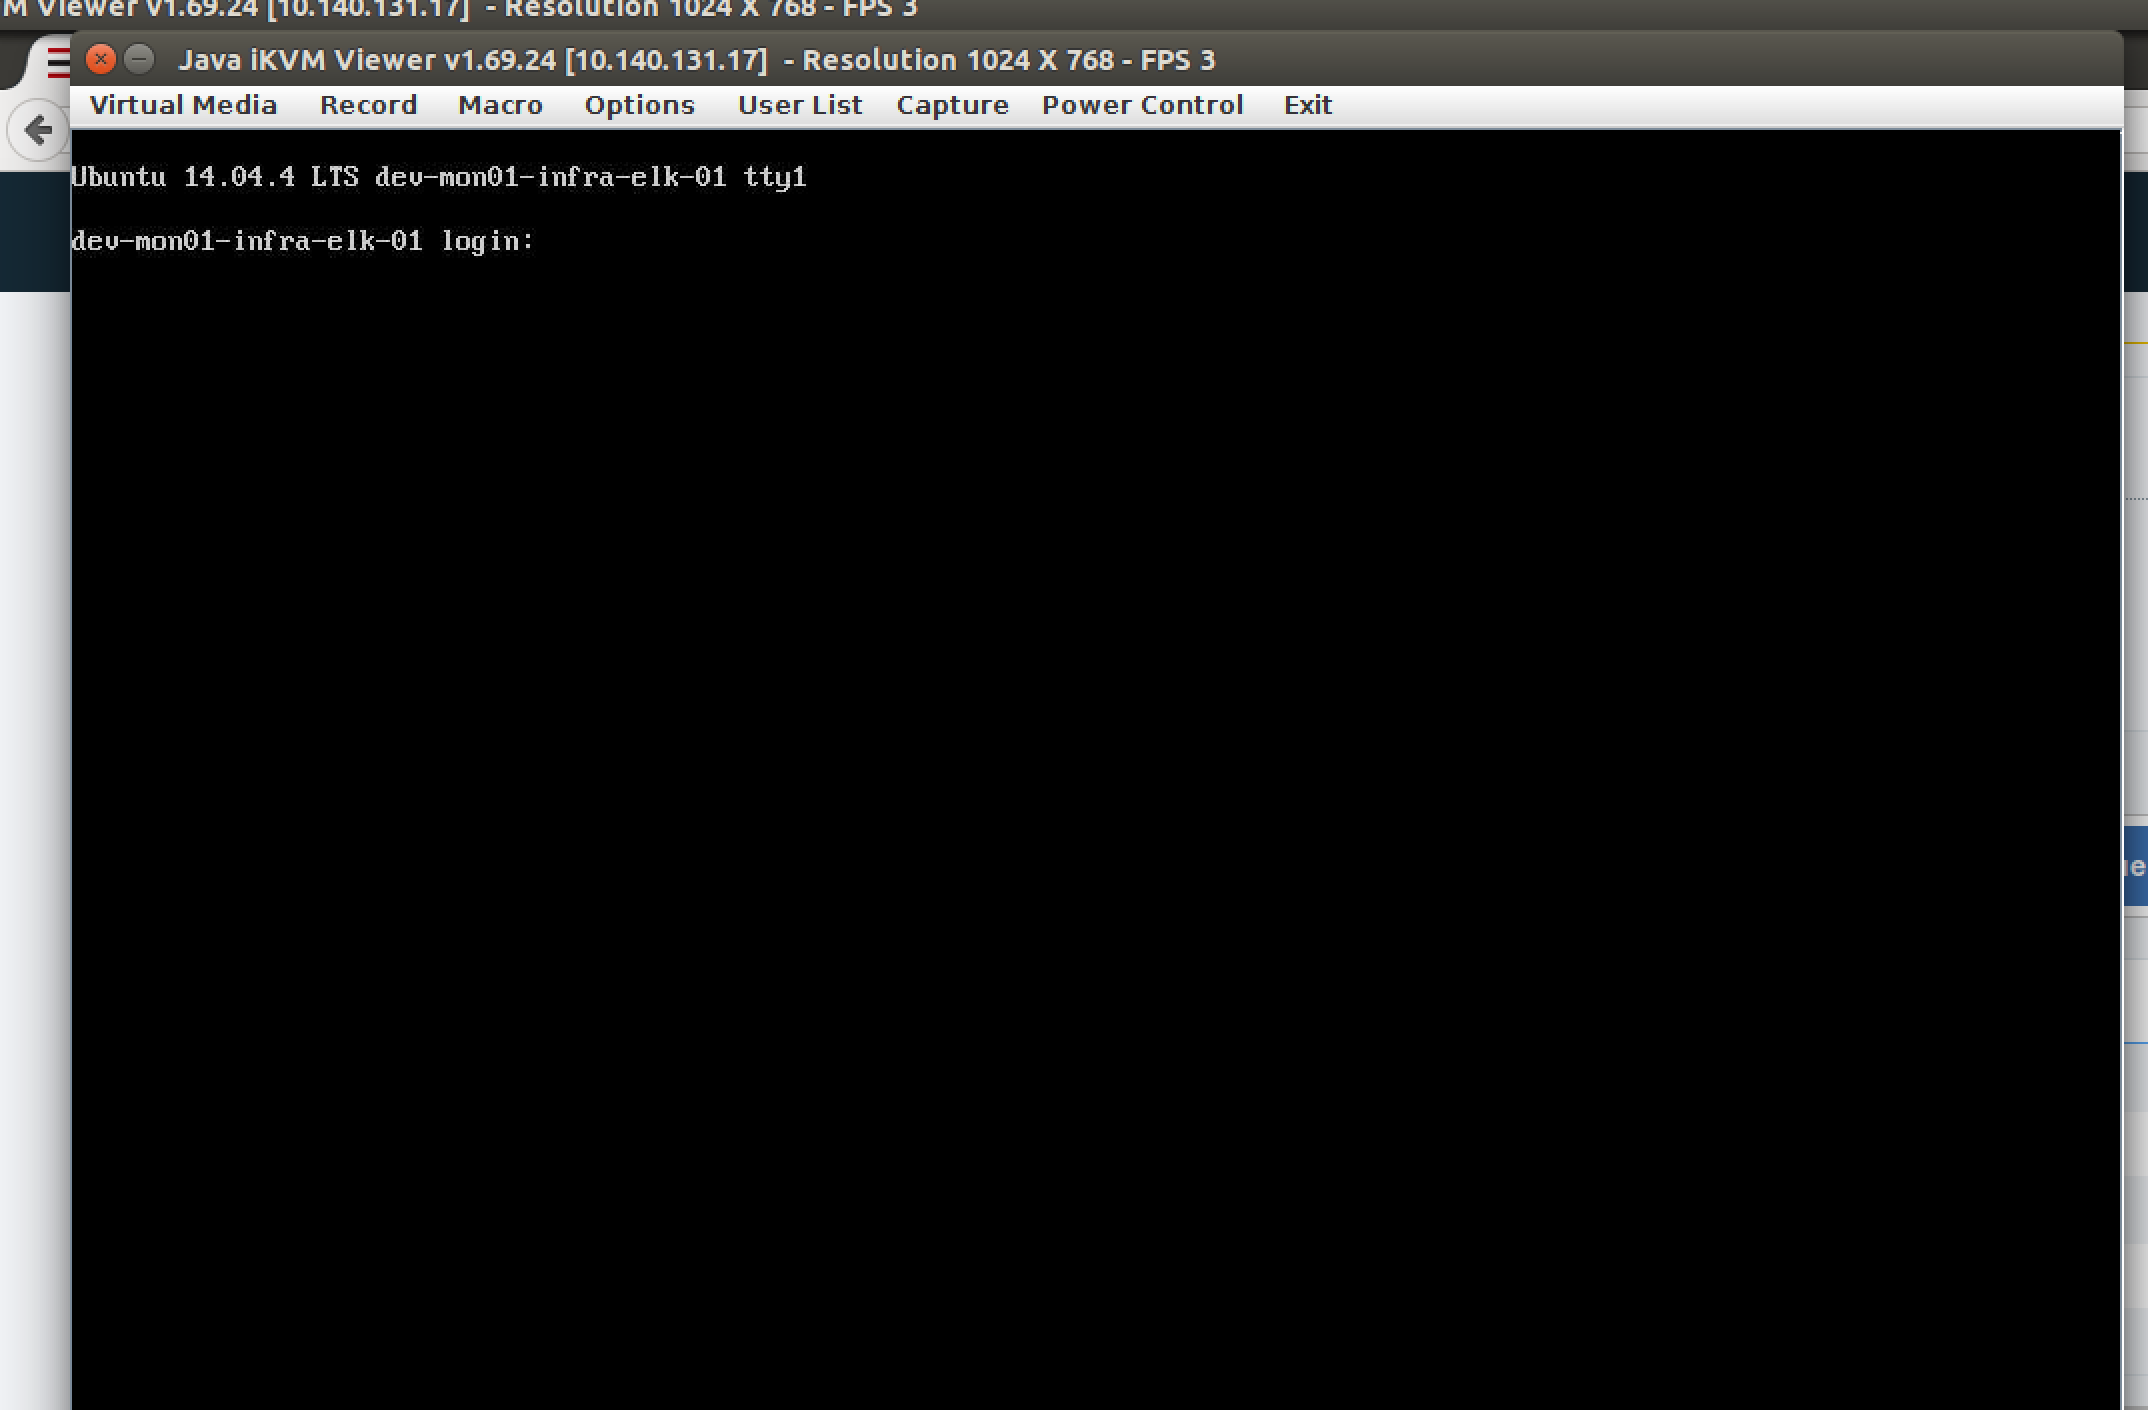 M Viewer v1.69.24 [10.140.131.17] - Resolution 1024 X 768 - FPS 3
Java iKVM Viewer v1.69.24 [10.140.131.17] - Resolution 1024 X 768 - FPS 3
Virtual Media Record Macro Options User List Capture Power Control Exit
Ubuntu 14.04.4 LTS dev-mon01-infra-elk-01 tty1
dev-mon01-infra-elk-01 login: